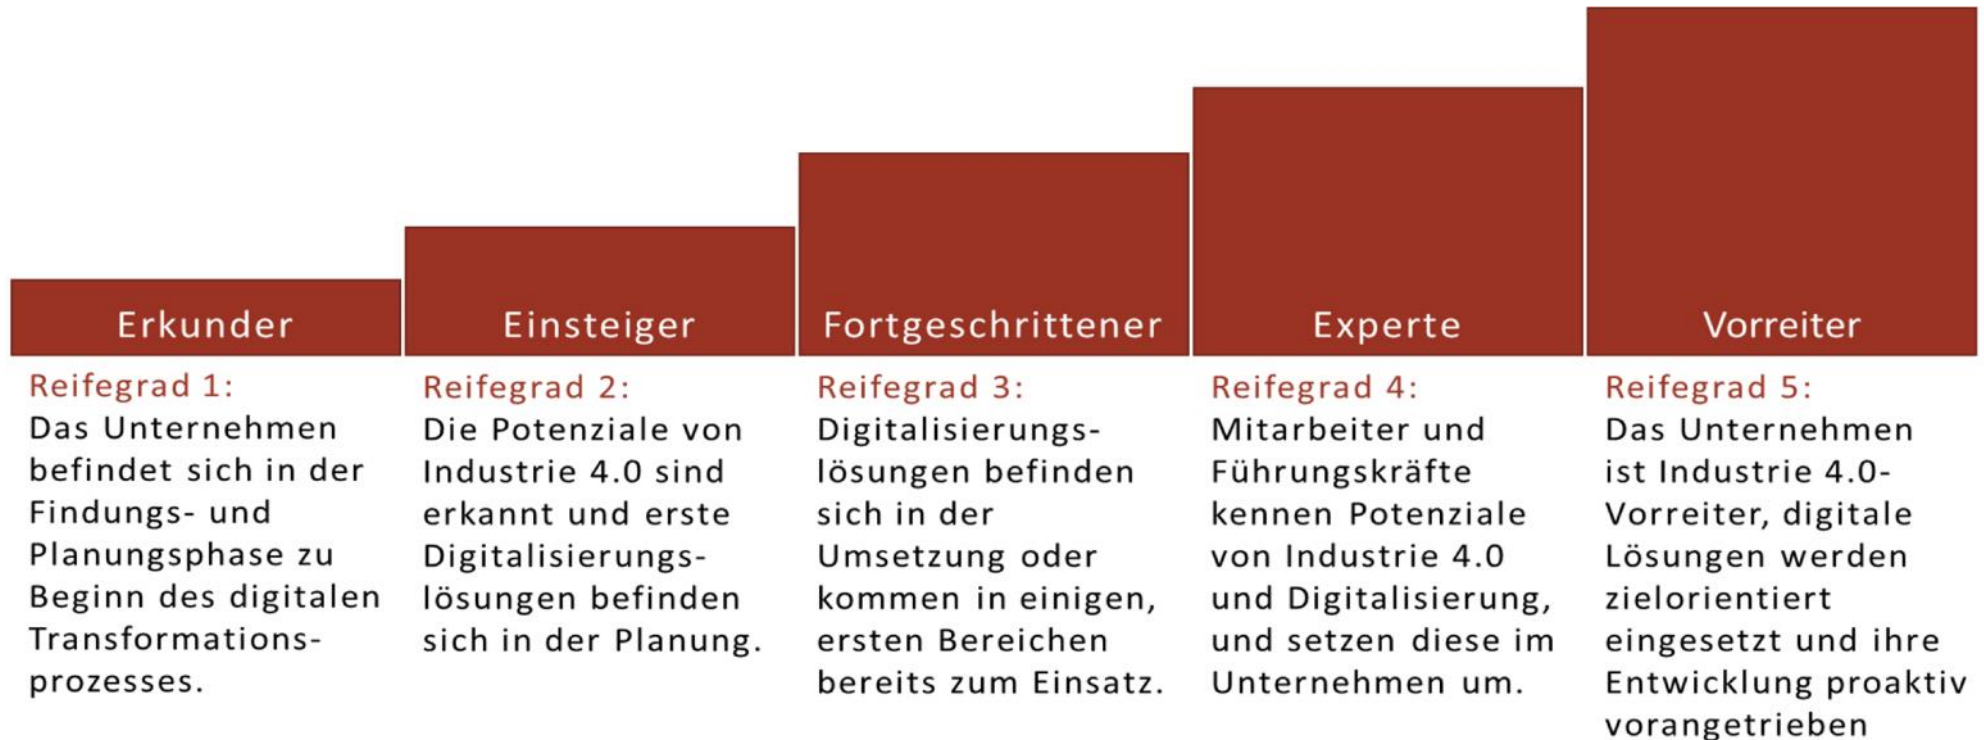 Erkunder
Reifegrad 1:
Das Unternehmen
befindet sich in der
Findungs- und
Planungsphase zu
Beginn des digitalen
Transformations-
prozesses.
Einsteiger
Reifegrad 2:
Die Potenziale von
Industrie 4.0 sind
erkannt und erste
Digitalisierungs-
lösungen befinden
sich in der Planung.
Fortgeschrittener
Reifegrad 3:
Digitalisierungs-
lösungen befinden
sich in der
Umsetzung oder
kommen in einigen,
ersten Bereichen
bereits zum Einsatz.
Experte
Reifegrad 4:
Mitarbeiter und
Führungskräfte
kennen Potenziale
von Industrie 4.0
und Digitalisierung,
und setzen diese im
Unternehmen um.
Vorreiter
Reifegrad 5:
Das Unternehmen
ist Industrie 4.0-
Vorreiter, digitale
Lösungen werden
zielorientiert
eingesetzt und ihre
Entwicklung proaktiv
vorangetrieben